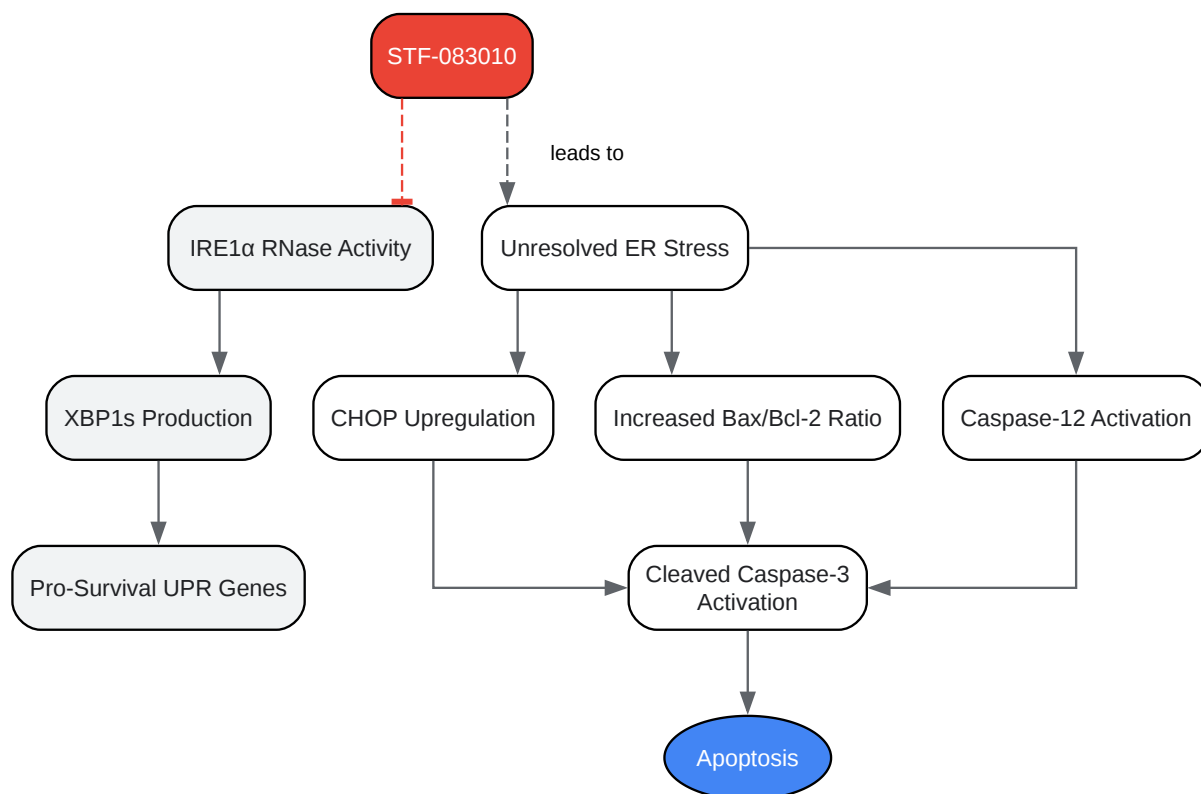 STF-083010
leads to
IRE1α RNase Activity
Unresolved ER Stress
XBP1s Production
CHOP Upregulation
Increased Bax/Bcl-2 Ratio
Caspase-12 Activation
Pro-Survival UPR Genes
Cleaved Caspase-3
Activation
Apoptosis